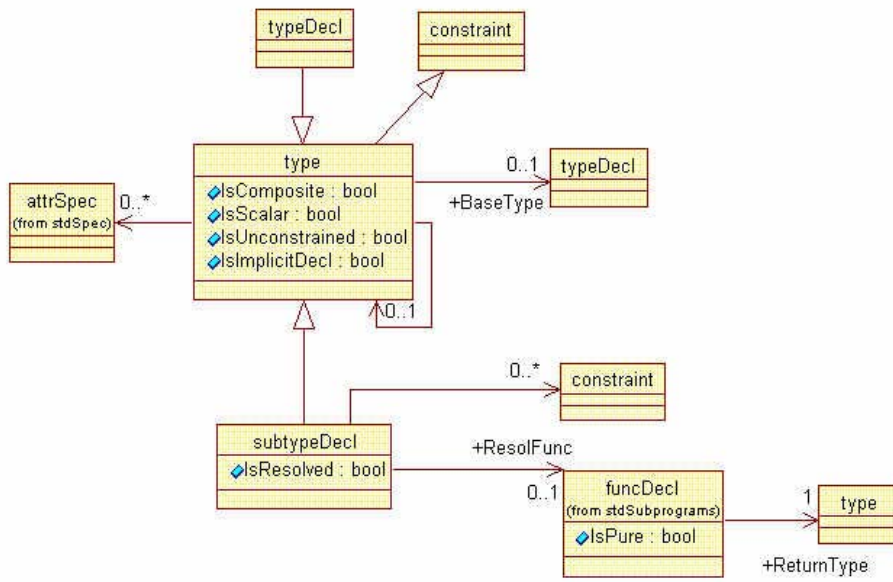 typeDecl
constraint
type
IsComposite : bool
IsScalar : bool
IsUnconstrained : bool
IsImplicitDecl : bool
0..1
typeDecl
+BaseType
attrSpec
(from stdSpec)
0..*
0..1
0..*
constraint
subtypeDecl
IsResolved : bool
+ResolFunc
0..1
funcDecl
(from stdSubprograms)
IsPure : bool
1
type
+ReturnType